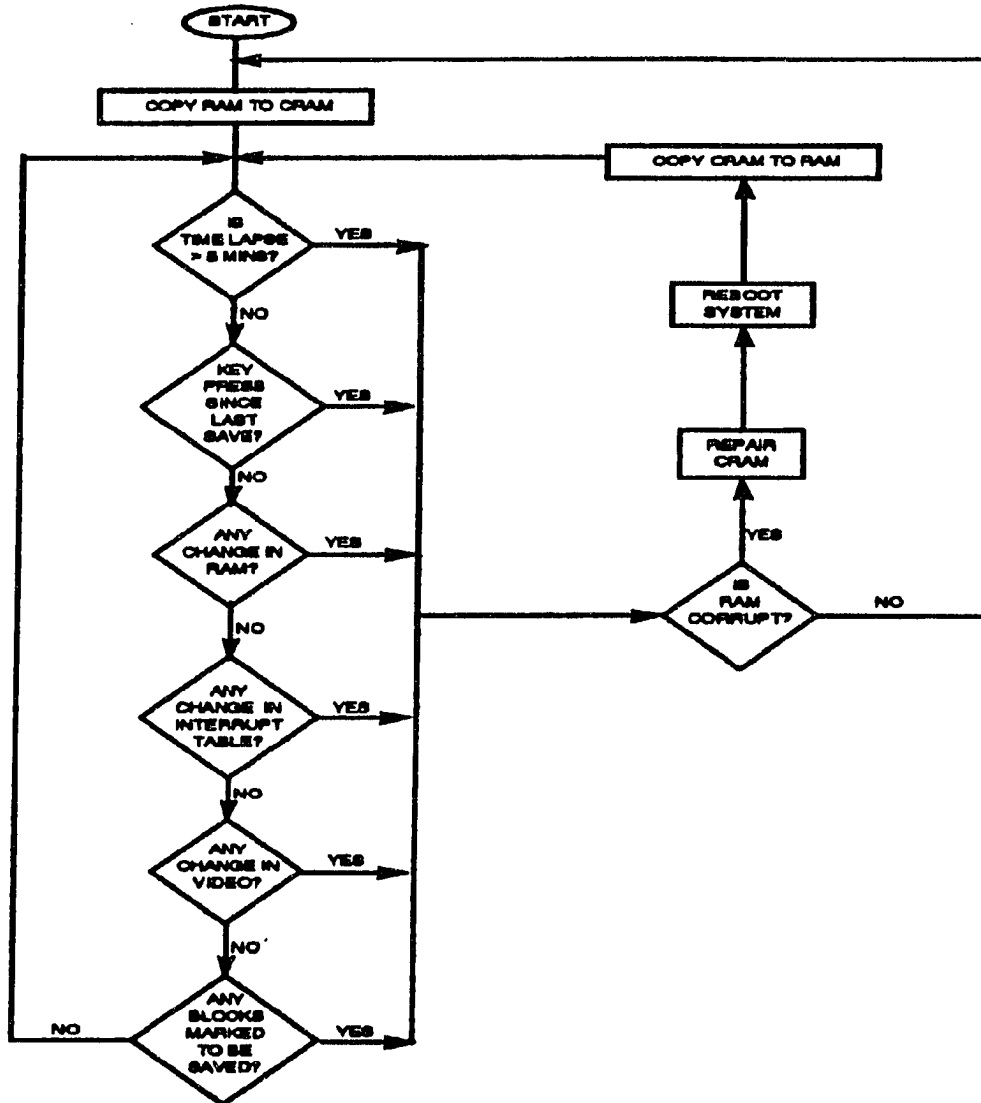 START
COPY RAM TO CRAM
COPY CRAM TO RAM
IS
TIME LAPSE
> 5 MINS?
YES
NO
REBOOT
SYSTEM
KEY
PRESS
SINCE
LAST
SAVE?
YES
NO
REPAIR
CRAM
YES
ANY
CHANGE IN
RAM?
YES
NO
IS
RAM
CORRUPT?
NO
ANY
CHANGE IN
INTERRUPT
TABLE?
YES
NO
ANY
CHANGE IN
VIDEO?
YES
NO
ANY
BLOCKS
MARKED
TO BE
SAVED?
YES
NO